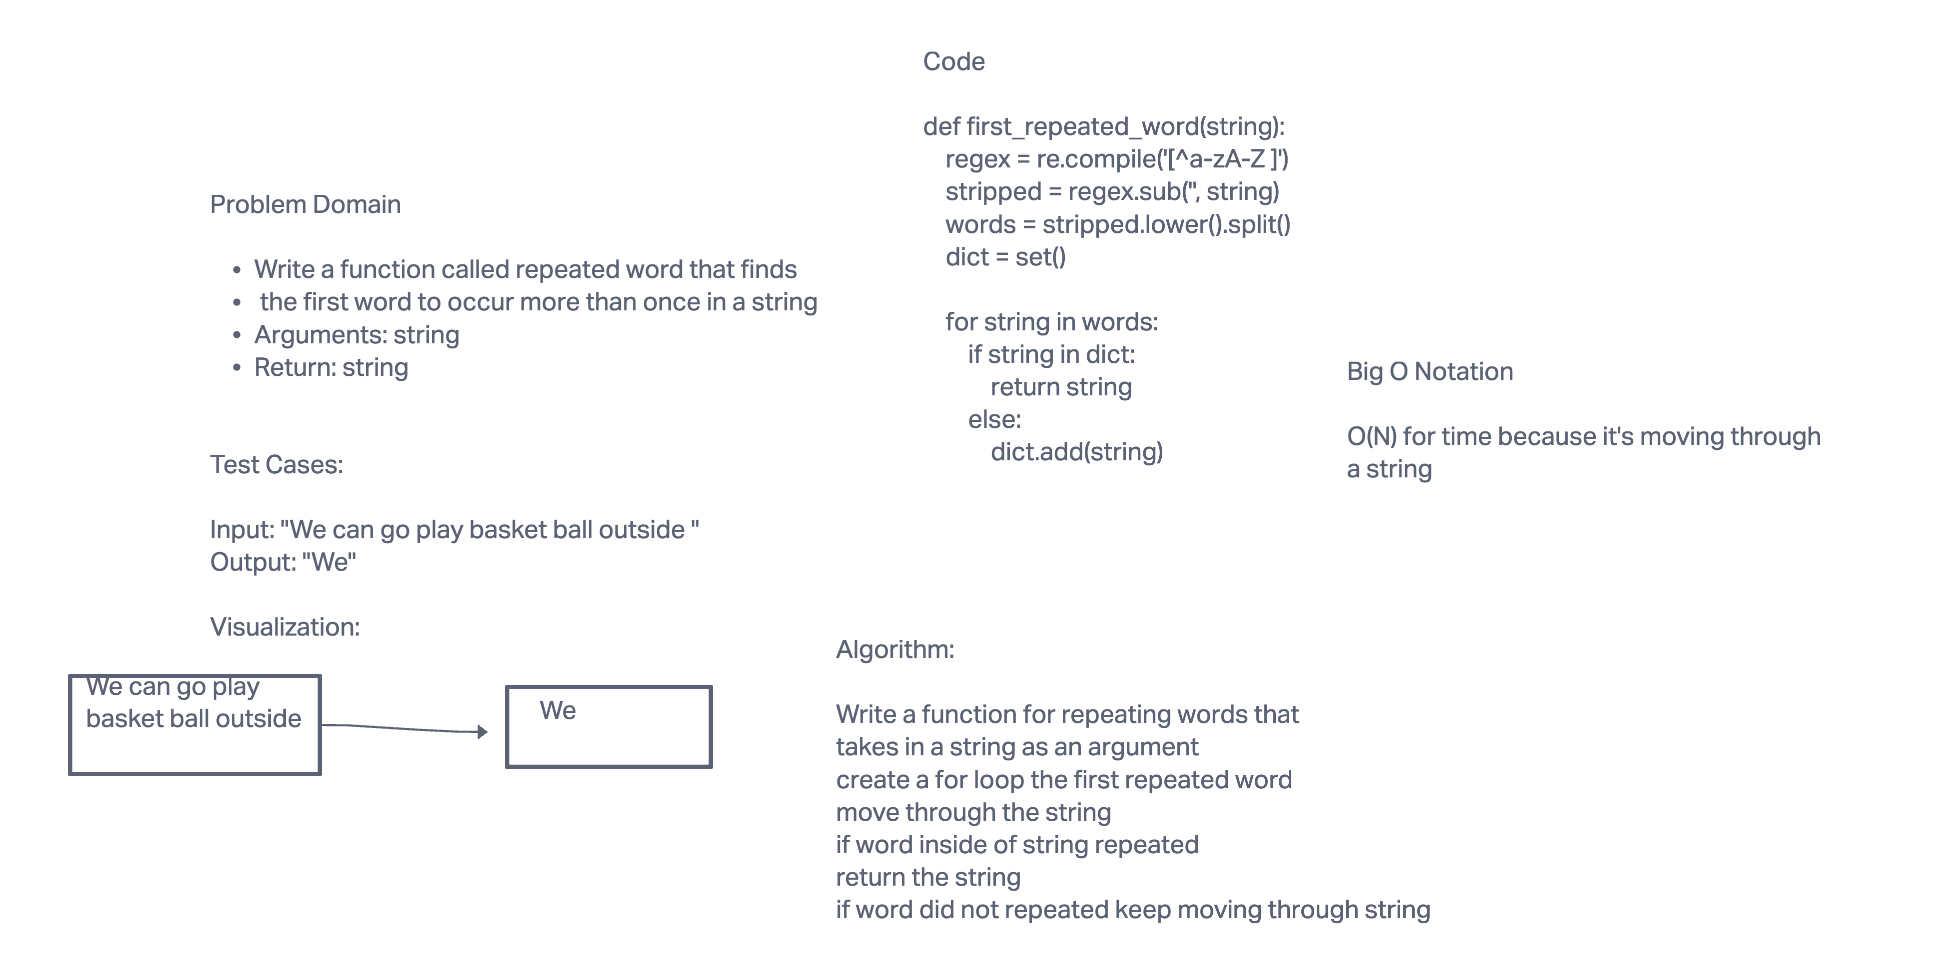 Problem Domain
• Write a function called repeated word that finds
• the first word to occur more than once in a string
• Arguments: string
• Return: string
Test Cases:
Input: "We can go play basket ball outside "
Output: "We"
Visualization:
We can go play
basket ball outside
We
Code
def first_repeated_word(string):
    regex = re.compile('[^a-zA-Z ]')
    stripped = regex.sub('', string)
    words = stripped.lower().split()
    dict = set()
    for string in words:
        if string in dict:
            return string
        else:
            dict.add(string)
Big O Notation
O(N) for time because it's moving through
a string
Algorithm:
Write a function for repeating words that
takes in a string as an argument
create a for loop the first repeated word
move through the string
if word inside of string repeated
return the string
if word did not repeated keep moving through string